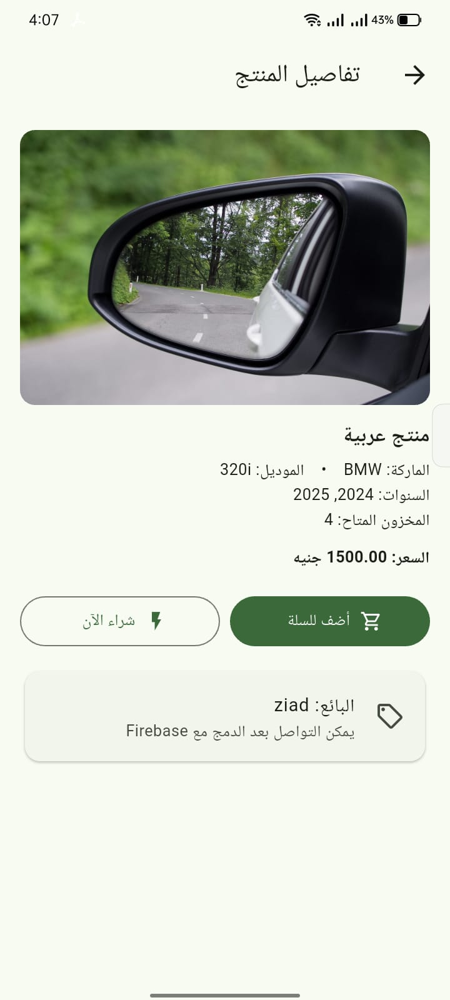 4:07 43%
تفاصيل المنتج
منتج عربية
الماركة: BMW • الموديل: 320i
السنوات: 2024, 2025
المخزون المتاح: 4
السعر: 1500.00 جنيه
أضف للسلة
شراء الآن
البائع: ziad
يمكن التواصل بعد الدمج مع Firebase